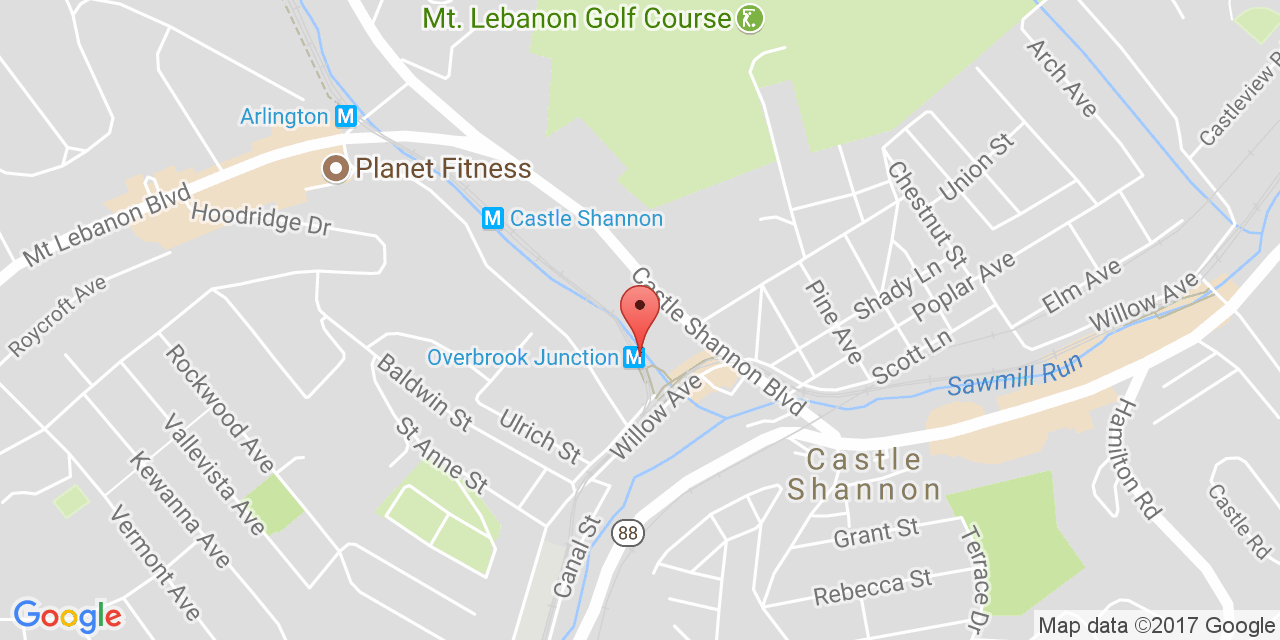 Mt. Lebanon Golf Course
Arch Ave
Castleview P
Arlington M
Planet Fitness
Mt Lebanon Blvd
Hoodridge Dr
M Castle Shannon
Union St
Chestnut St
Roycroft Ave
Castle Shannon Blvd
Pine Ave
Shady Ln
Poplar Ave
Elm Ave
Willow Ave
Scott Ln
Overbrook Junction M
Sawmill Run
Rockwood Ave
Baldwin St
Ulrich St
Willow Ave
St Anne St
Vallevista Ave
Kewanna Ave
Vermont Ave
Castle
Shannon
Hamilton Rd
Castle Rd
88
Canal St
Grant St
Rebecca St
Terrace Dr
Google
Map data ©2017 Google